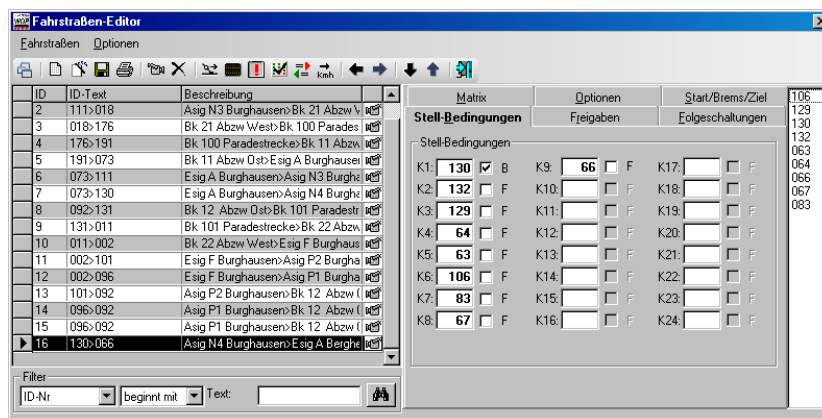 Fahrstraßen-Editor
Fahrstraßen Optionen
kmh
ID ID-Text Beschreibung
2 111>018 Asig N3 Burghausen>Bk 21 Abzw
3 018>176 Bk 21 Abzw West>Bk 100 Parades
4 176>191 Bk 100 Paradestrecke>Bk 11 Abzw
5 191>073 Bk 11 Abzw Ost>Esig A Burghausen
6 073>111 Esig A Burghausen>Asig N3 Burgha
7 073>130 Esig A Burghausen>Asig N4 Burgha
8 092>131 Bk 12 Abzw Ost>Bk 101 Paradestr
9 131>011 Bk 101 Paradestrecke>Bk 22 Abzw
10 011>002 Bk 22 Abzw West>Esig F Burghaus
11 002>101 Esig F Burghausen>Asig P2 Burgha
12 002>096 Esig F Burghausen>Asig P1 Burgha
13 101>092 Asig P2 Burghausen>Bk 12 Abzw
14 096>092 Asig P1 Burghausen>Bk 12 Abzw
15 096>092 Asig P1 Burghausen>Bk 12 Abzw
16 130>066 Asig N4 Burghausen>Esig A Berghe
Filter
ID-Nr beginnt mit Text:
Matrix Optionen Start/Brems/Ziel
Stell-Bedingungen Freigaben Folgeschaltungen
Stell-Bedingungen
K1: 130 B K9: 66 F K17: F
K2: 132 F K10: F K18: F
K3: 129 F K11: F K19: F
K4: 64 F K12: F K20: F
K5: 63 F K13: F K21: F
K6: 106 F K14: F K22: F
K7: 83 F K15: F K23: F
K8: 67 F K16: F K24: F
106
129
130
132
063
064
066
067
083